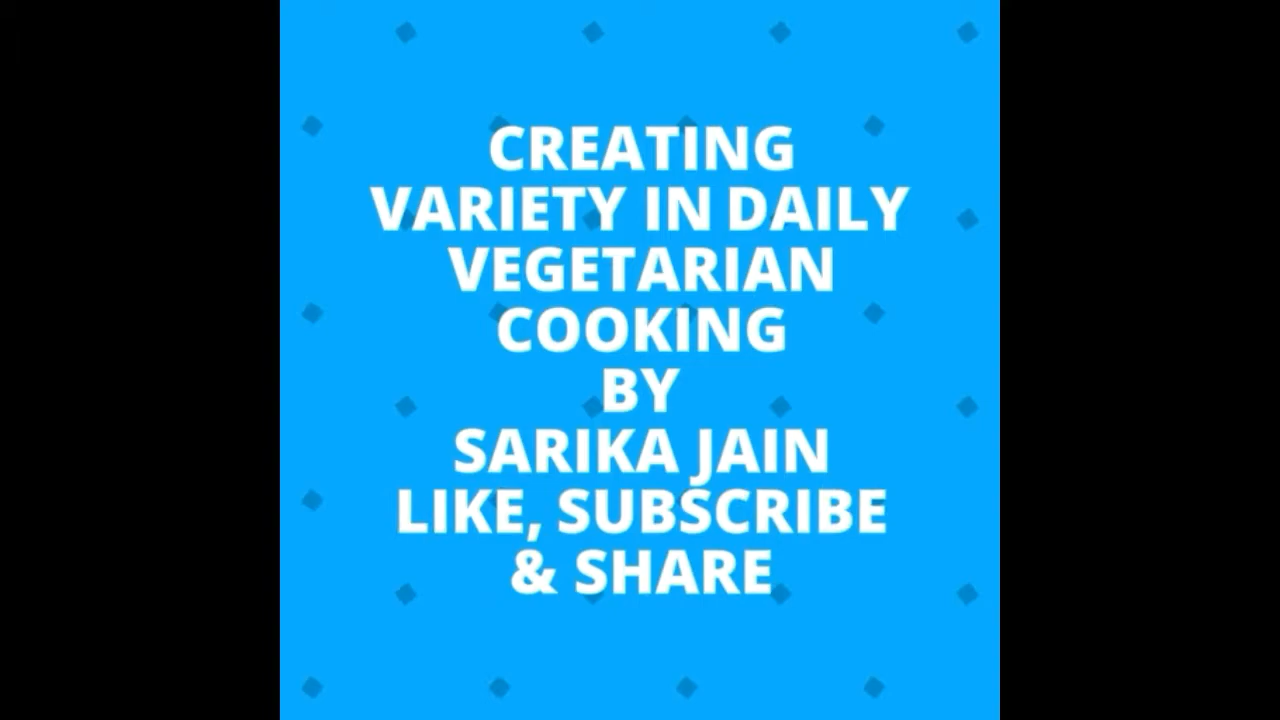 CREATING
VARIETY IN DAILY
VEGETARIAN
COOKING
BY
SARIKA JAIN
LIKE, SUBSCRIBE
& SHARE